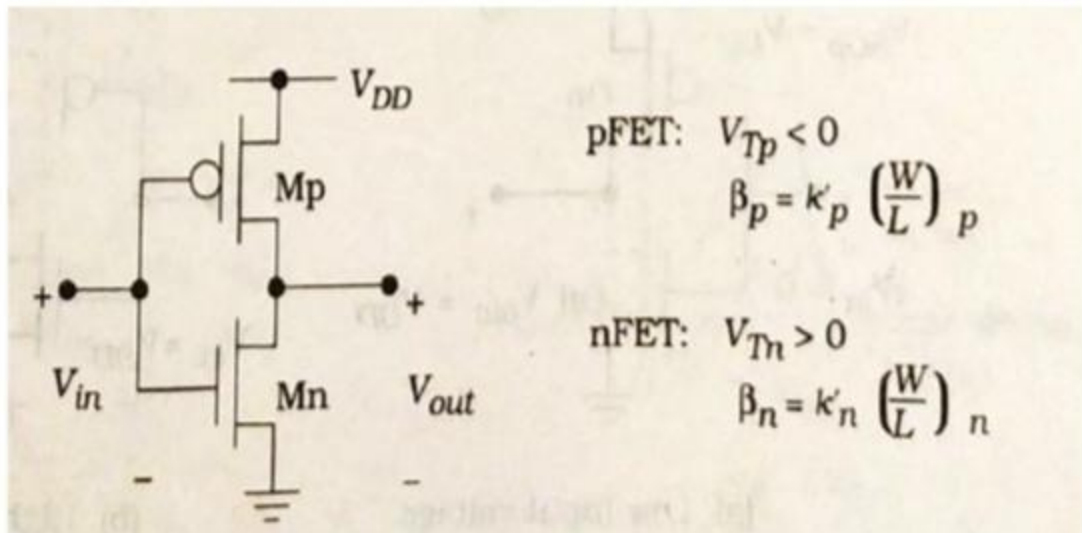 V_DD
Mp
+
+
V_in
Mn
V_out
-
-
pFET: V_Tp < 0
β_p = k'_p (W/L)_p
nFET: V_Tn > 0
β_n = k'_n (W/L)_n